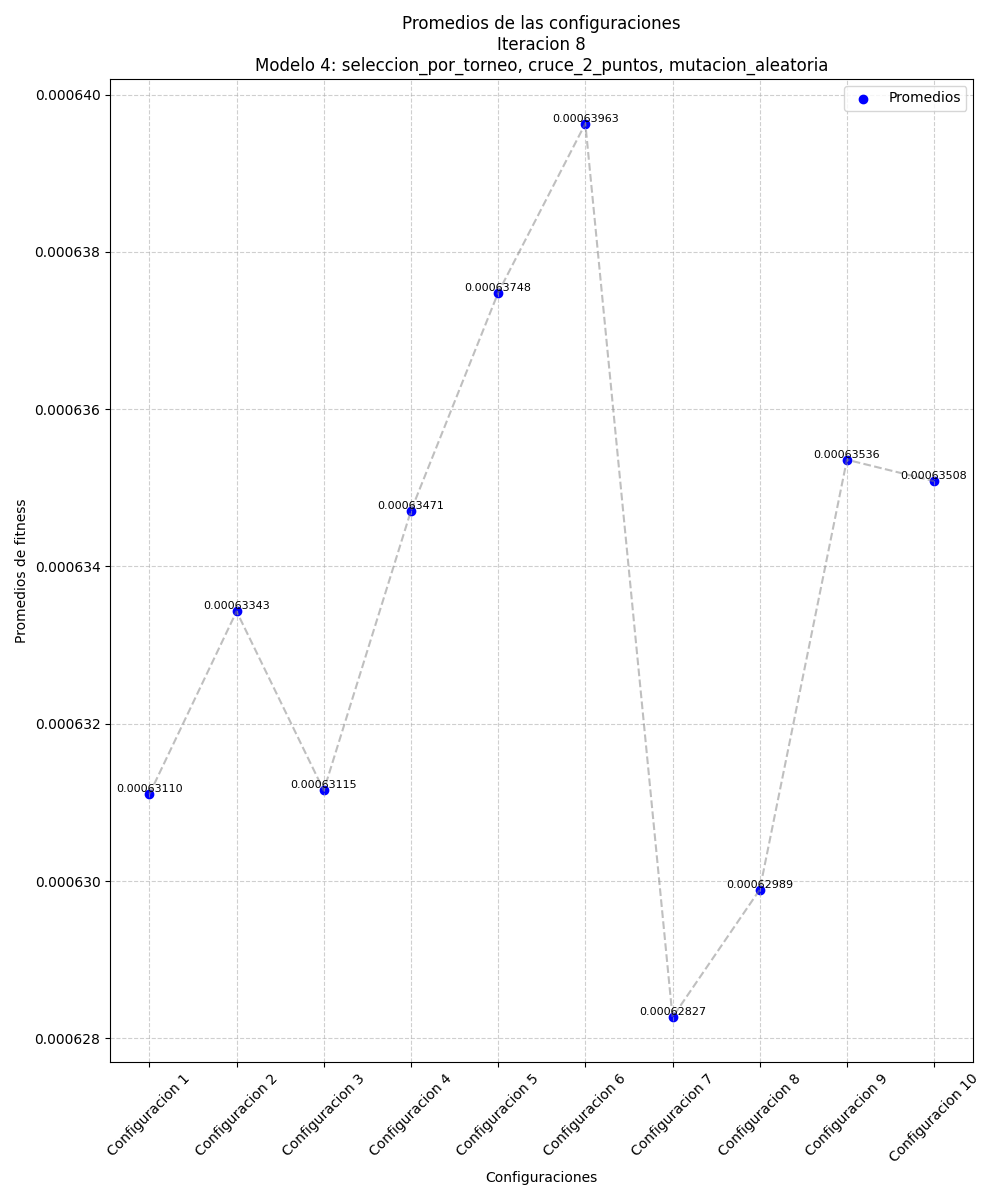 Promedios de las configuraciones
Iteracion 8
Modelo 4: seleccion_por_torneo, cruce_2_puntos, mutacion_aleatoria
Promedios
0.000640
0.000638
0.000636
0.000634
0.000632
0.000630
0.000628
Promedios de fitness
0.00063110
0.00063343
0.00063115
0.00063471
0.00063748
0.00063963
0.00062827
0.00062989
0.00063536
0.00063508
Configuracion 1
Configuracion 2
Configuracion 3
Configuracion 4
Configuracion 5
Configuracion 6
Configuracion 7
Configuracion 8
Configuracion 9
Configuracion 10
Configuraciones